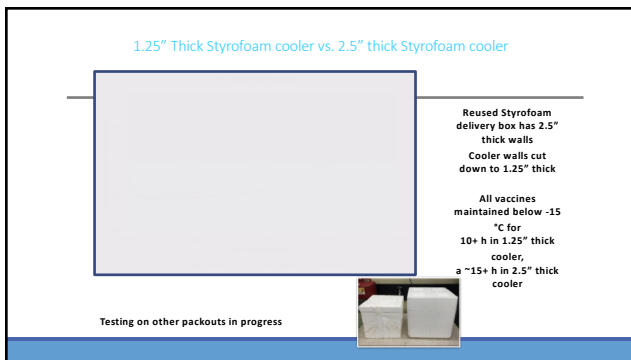 1.25" Thick Styrofoam cooler vs. 2.5" thick Styrofoam cooler
Reused Styrofoam
delivery box has 2.5"
thick walls
Cooler walls cut
down to 1.25" thick
All vaccines
maintained below -15
°C for
10+ h in 1.25" thick
cooler,
a ~15+ h in 2.5" thick
cooler
Testing on other packouts in progress